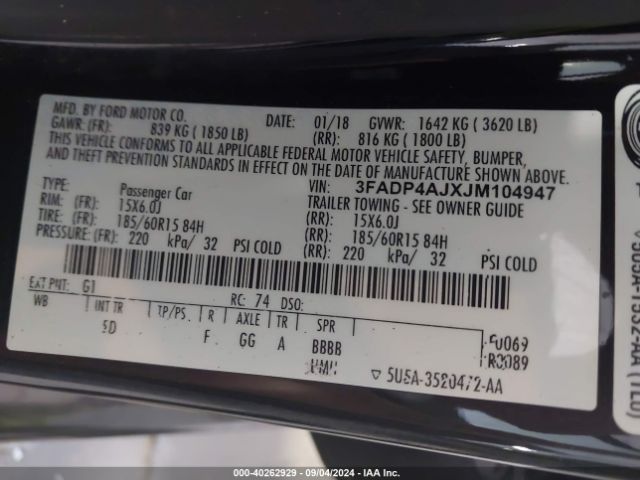 MFD. BY FORD MOTOR CO.
DATE: 01/18 GVWR: 1642 KG ( 3620 LB)
GAWR: (FR): 839 KG ( 1850 LB) (RR): 816 KG ( 1800 LB)
THIS VEHICLE CONFORMS TO ALL APPLICABLE FEDERAL MOTOR VEHICLE SAFETY, BUMPER,
AND THEFT PREVENTION STANDARDS IN EFFECT ON THE DATE OF MANUFACTURE SHOWN ABOVE.
VIN: 3FADP4AJXJM104947
TYPE: Passenger Car TRAILER TOWING - SEE OWNER GUIDE
RIM: (FR): 15X6.0J (RR): 15X6.0J
TIRE: (FR): 185/60R15 84H (RR): 185/60R15 84H
PRESSURE: (FR): 220 kPa/ 32 PSI COLD (RR): 220 kPa/ 32 PSI COLD
EXT PNT: G1 RC: 74 DSO:
WB INT TR TP/PS R AXLE TR SPR
5D F GG A BBBB
F0069
R0089
▽ 5U5A-3520472-AA
000-40262929 - 09/04/2024 - IAA Inc.